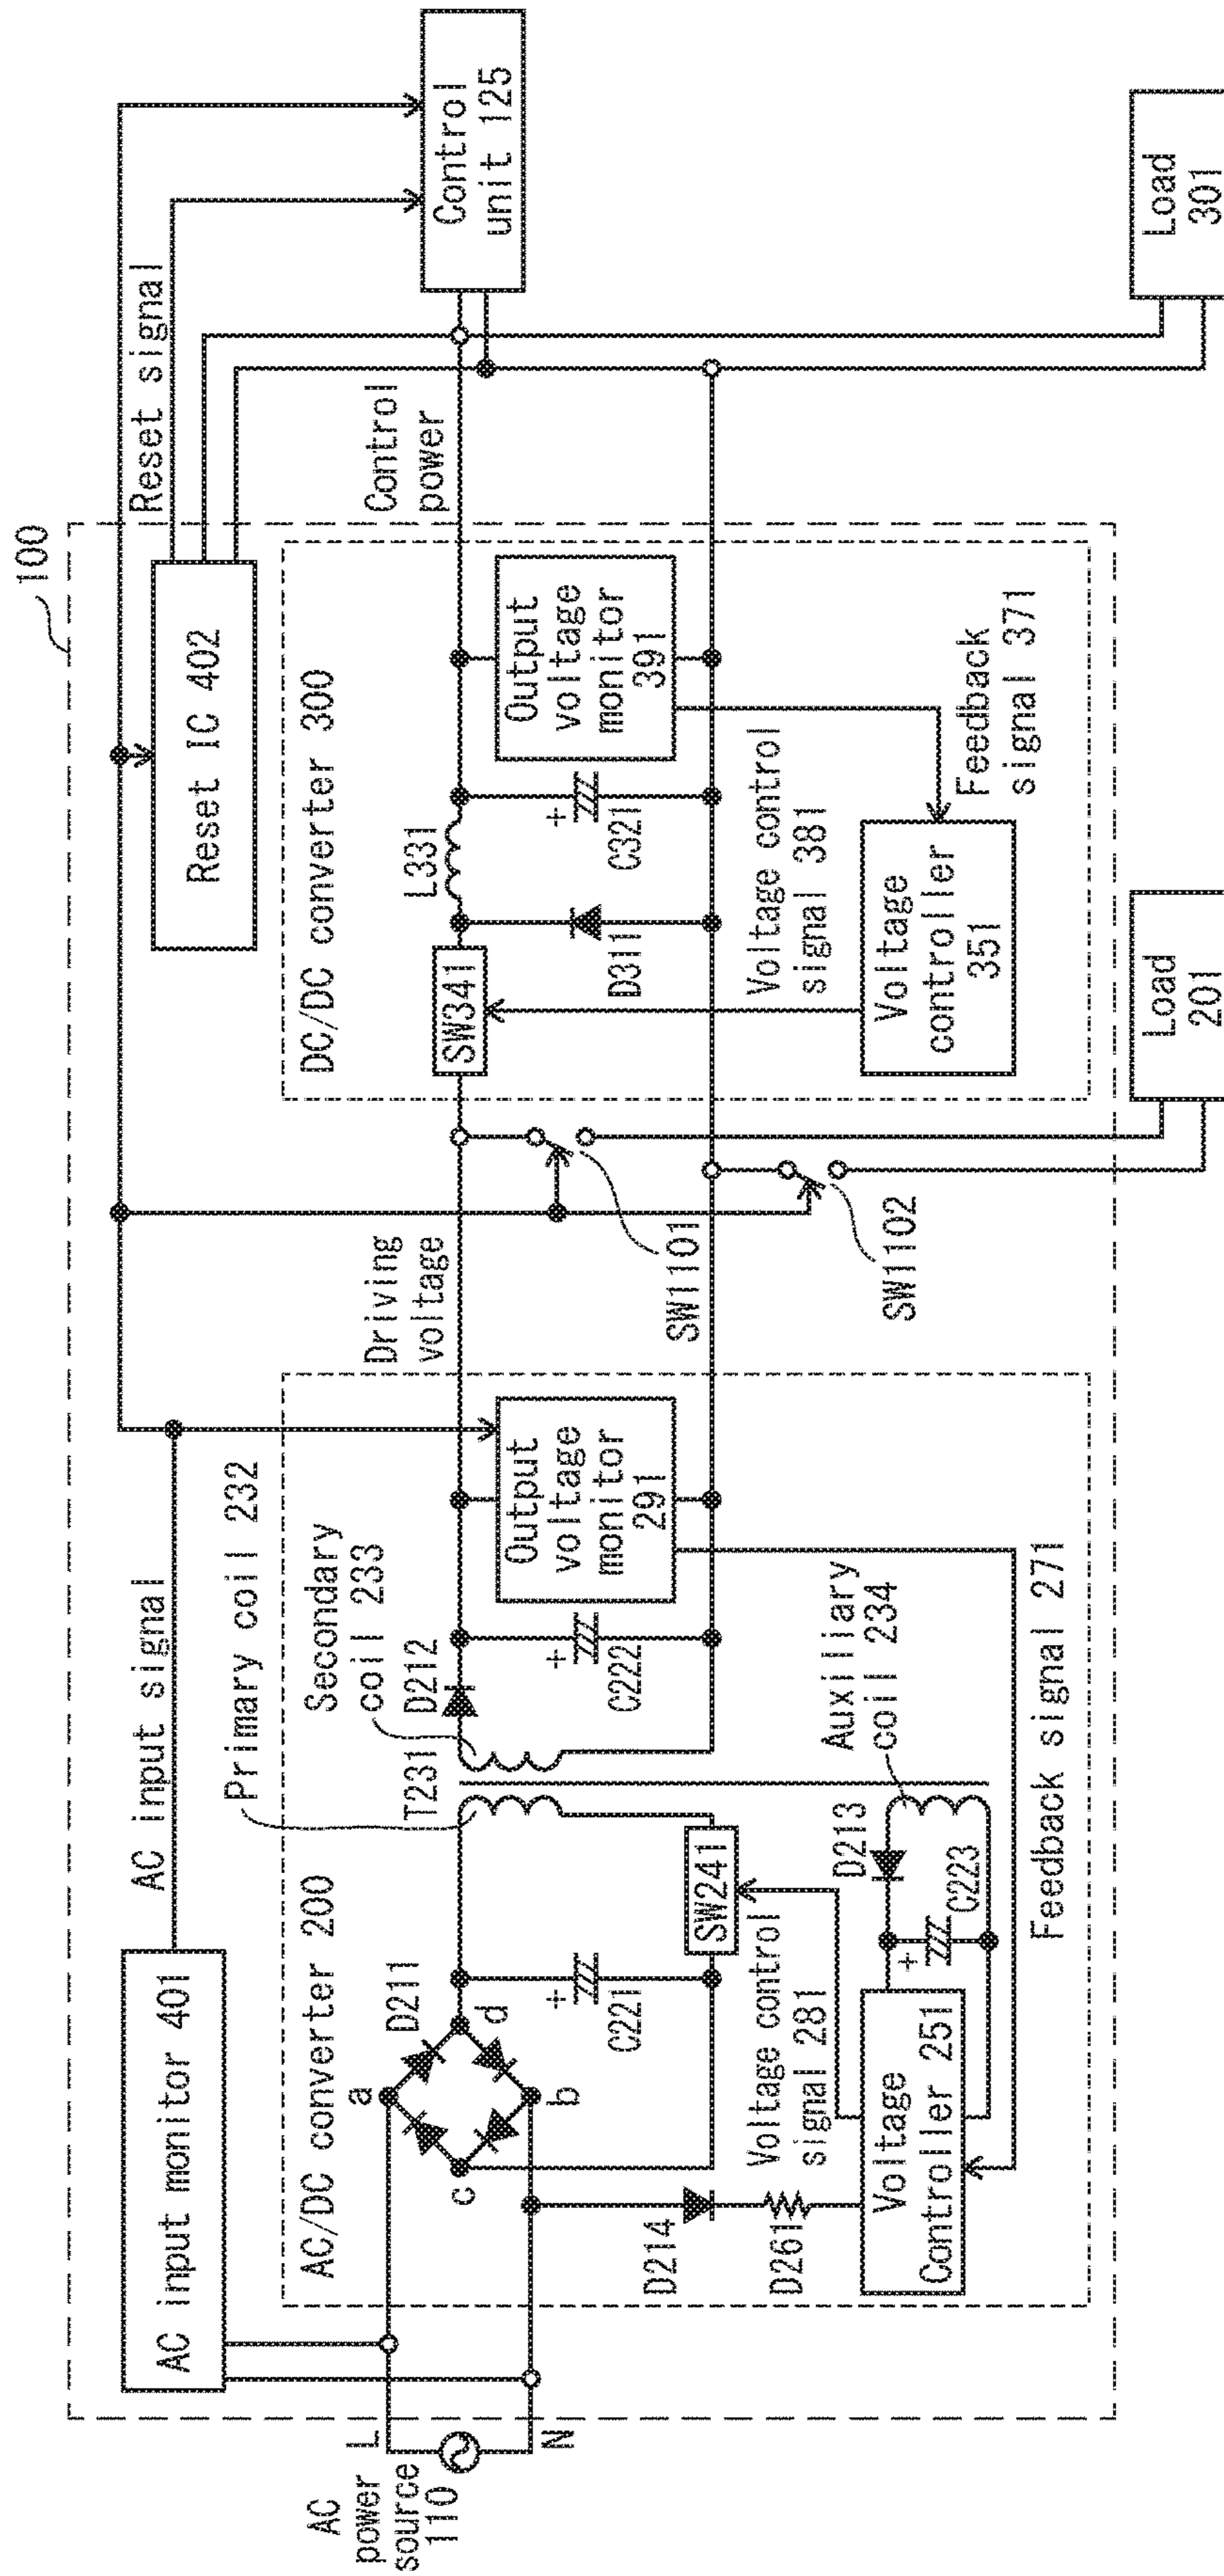 100
AC input monitor 401
AC input signal
Reset IC 402
Reset signal
Primary coil 232
AC/DC converter 200
Secondary
coil 233
DC/DC converter 300
AC
power
source
110
L
N
a
b
c
d
D211
T231
D212
Driving
voltage
SW341
L331
Control
power
Control
unit 125
C221
SW241
C222
Output
voltage
monitor
291
SW1101
SW1102
D311
C321
Output
voltage
monitor
391
D214
D261
Voltage control
signal 281
Voltage
Controller 251
D213
C223
Auxiliary
coil 234
Feedback signal 271
Voltage control
signal 381
Voltage
controller
351
Feedback
signal 371
Load
201
Load
301